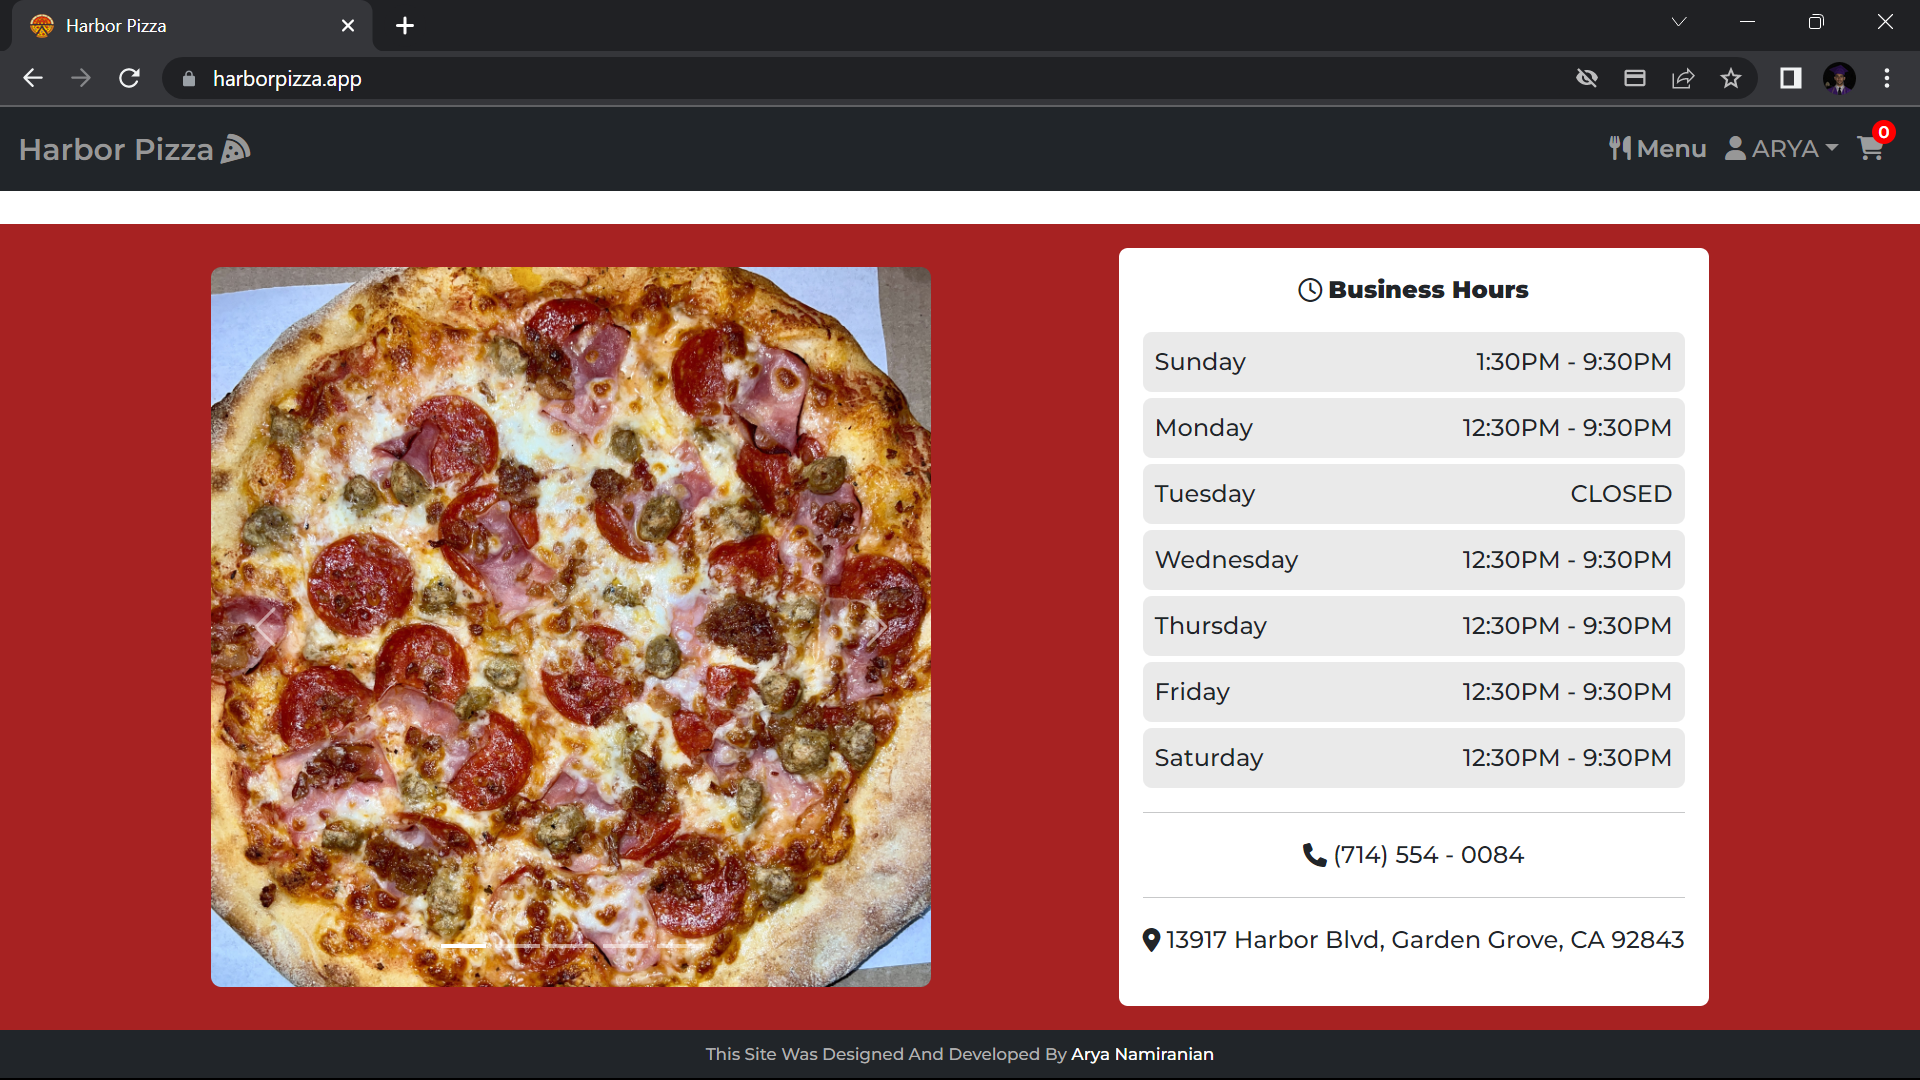 Harbor Pizza
harborpizza.app
Harbor Pizza
Menu ARYA 0
Business Hours
Sunday 1:30PM - 9:30PM
Monday 12:30PM - 9:30PM
Tuesday CLOSED
Wednesday 12:30PM - 9:30PM
Thursday 12:30PM - 9:30PM
Friday 12:30PM - 9:30PM
Saturday 12:30PM - 9:30PM
(714) 554 - 0084
13917 Harbor Blvd, Garden Grove, CA 92843
This Site Was Designed And Developed By Arya Namiranian